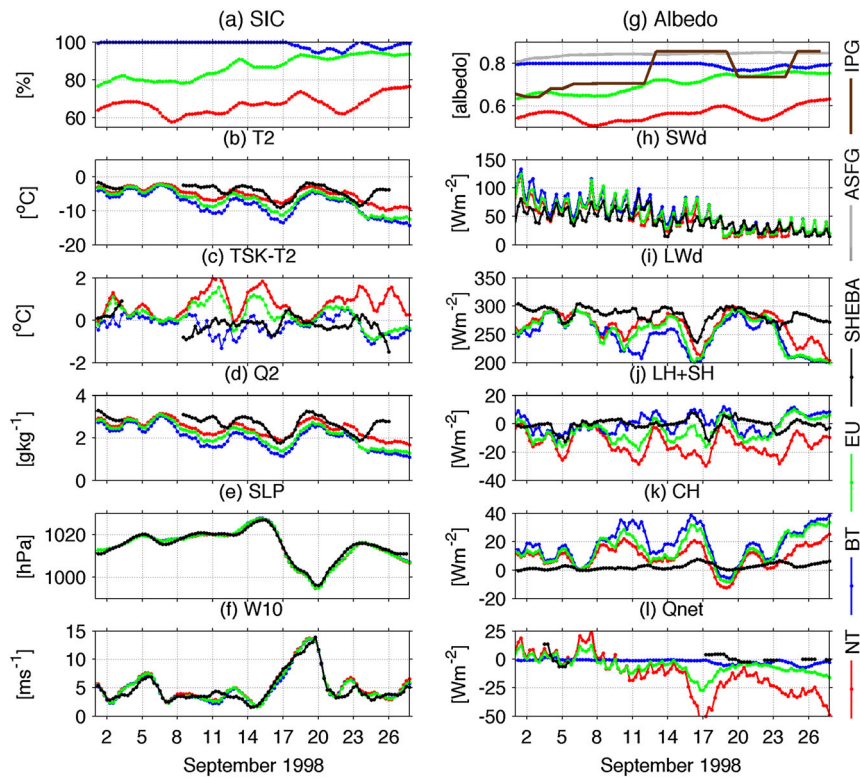 (a) SIC
[%]
100
80
60
(b) T2
[°C]
0
-10
-20
(c) TSK-T2
[°C]
2
0
-2
(d) Q2
[gkg⁻¹]
4
2
0
(e) SLP
[hPa]
1020
1000
(f) W10
[ms⁻¹]
15
10
5
0
2 5 8 11 14 17 20 23 26
September 1998
(g) Albedo
[albedo]
0.8
0.6
(h) SWd
[Wm⁻²]
150
100
50
0
(i) LWd
[Wm⁻²]
350
300
250
200
(j) LH+SH
[Wm⁻²]
20
0
-20
-40
(k) CH
[Wm⁻²]
60
40
20
0
-20
(l) Qnet
[Wm⁻²]
25
0
-25
-50
2 5 8 11 14 17 20 23 26
September 1998
IPG
ASFG
SHEBA
EU
BT
NT